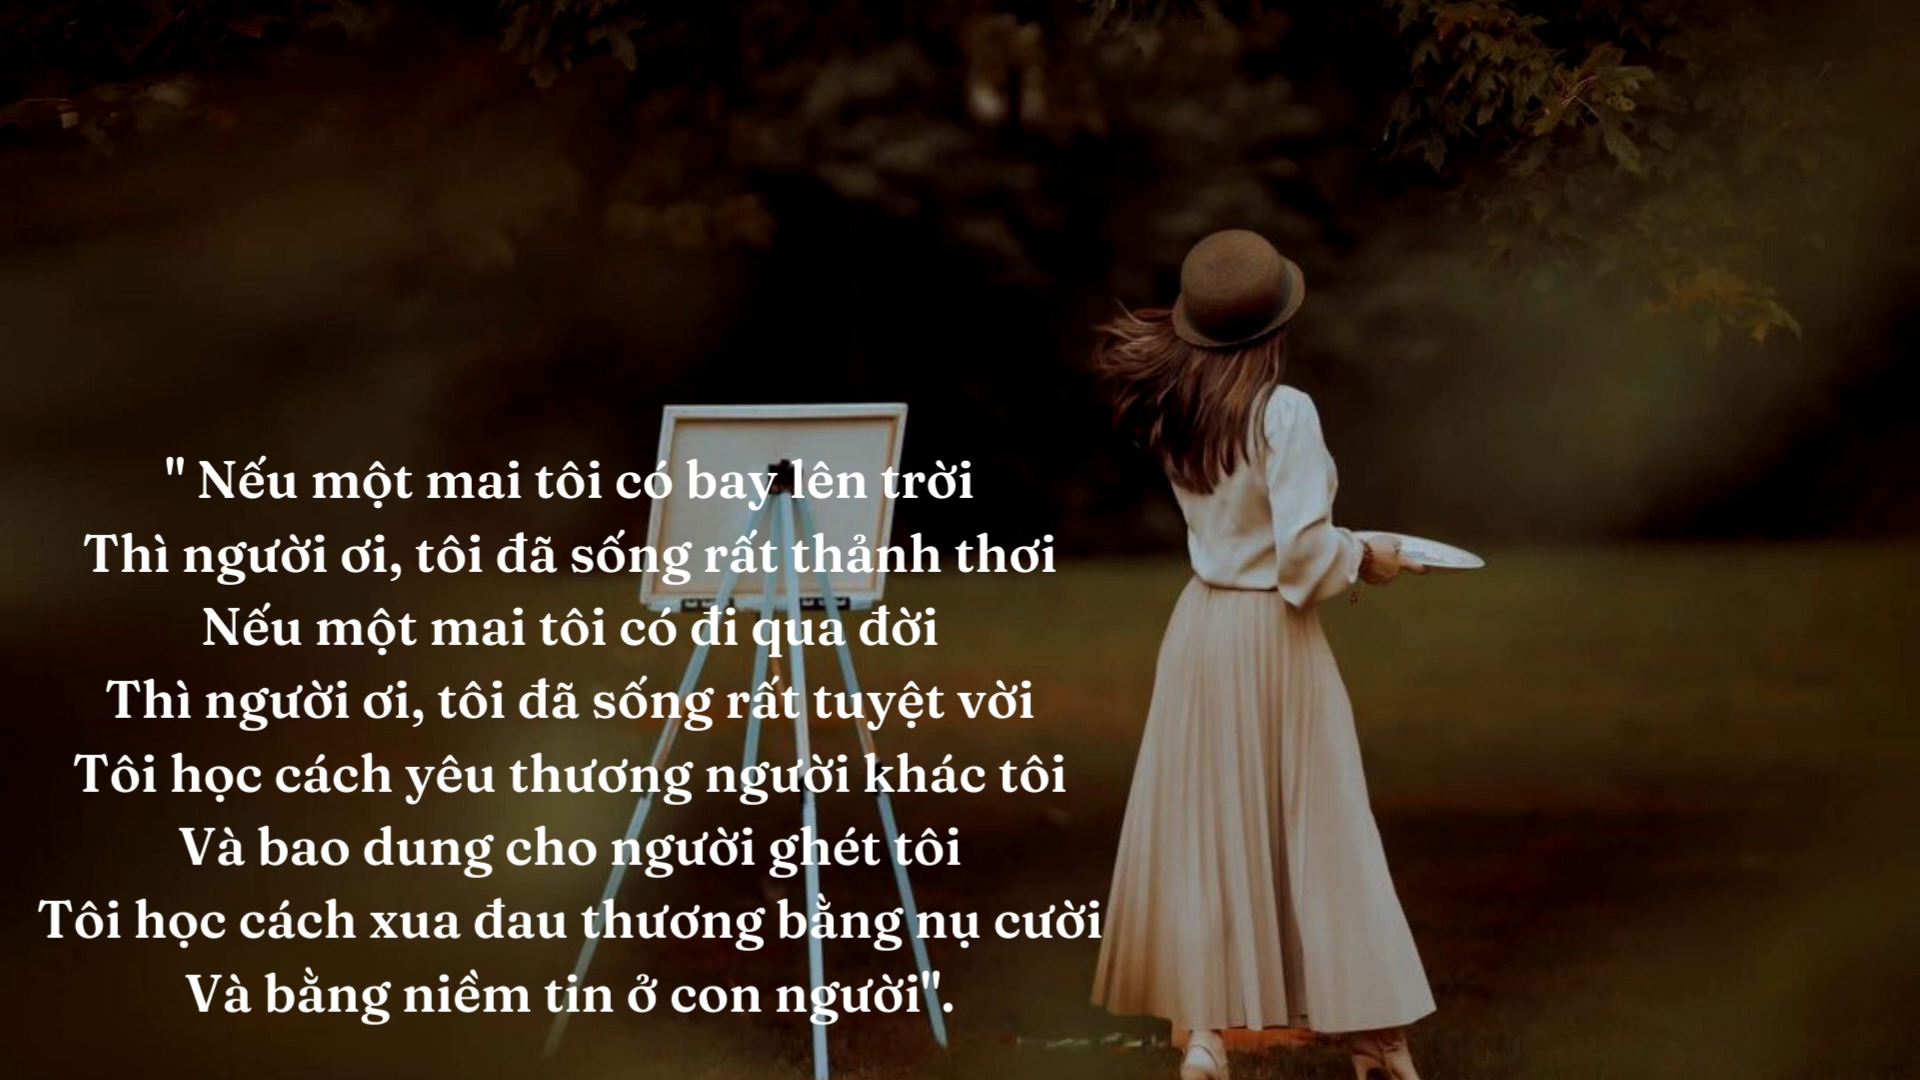 " Nếu một mai tôi có bay lên trời
Thì người ơi, tôi đã sống rất thảnh thơi
Nếu một mai tôi có đi qua đời
Thì người ơi, tôi đã sống rất tuyệt vời
Tôi học cách yêu thương người khác tôi
Và bao dung cho người ghét tôi
Tôi học cách xua đau thương bằng nụ cười
Và bằng niềm tin ở con người".